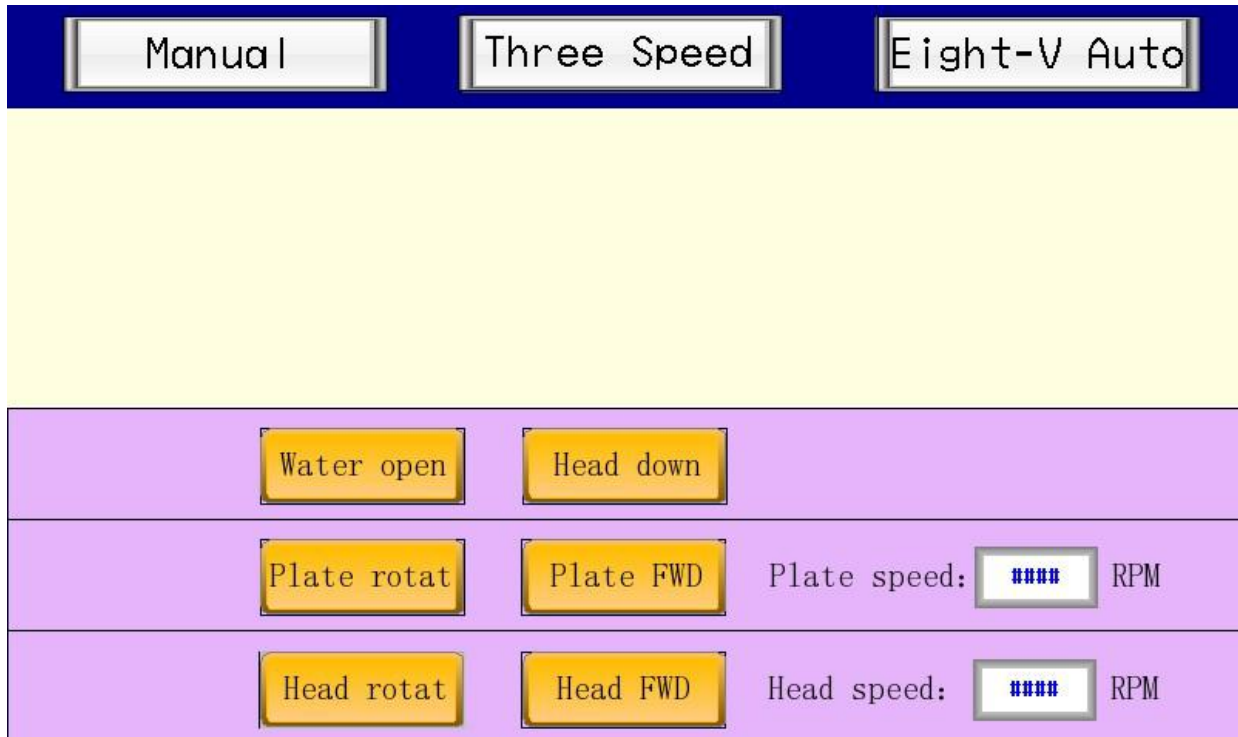 Manual Three Speed Eight-V Auto
Water open Head down
Plate rotat Plate FWD Plate speed: #### RPM
Head rotat Head FWD Head speed: #### RPM